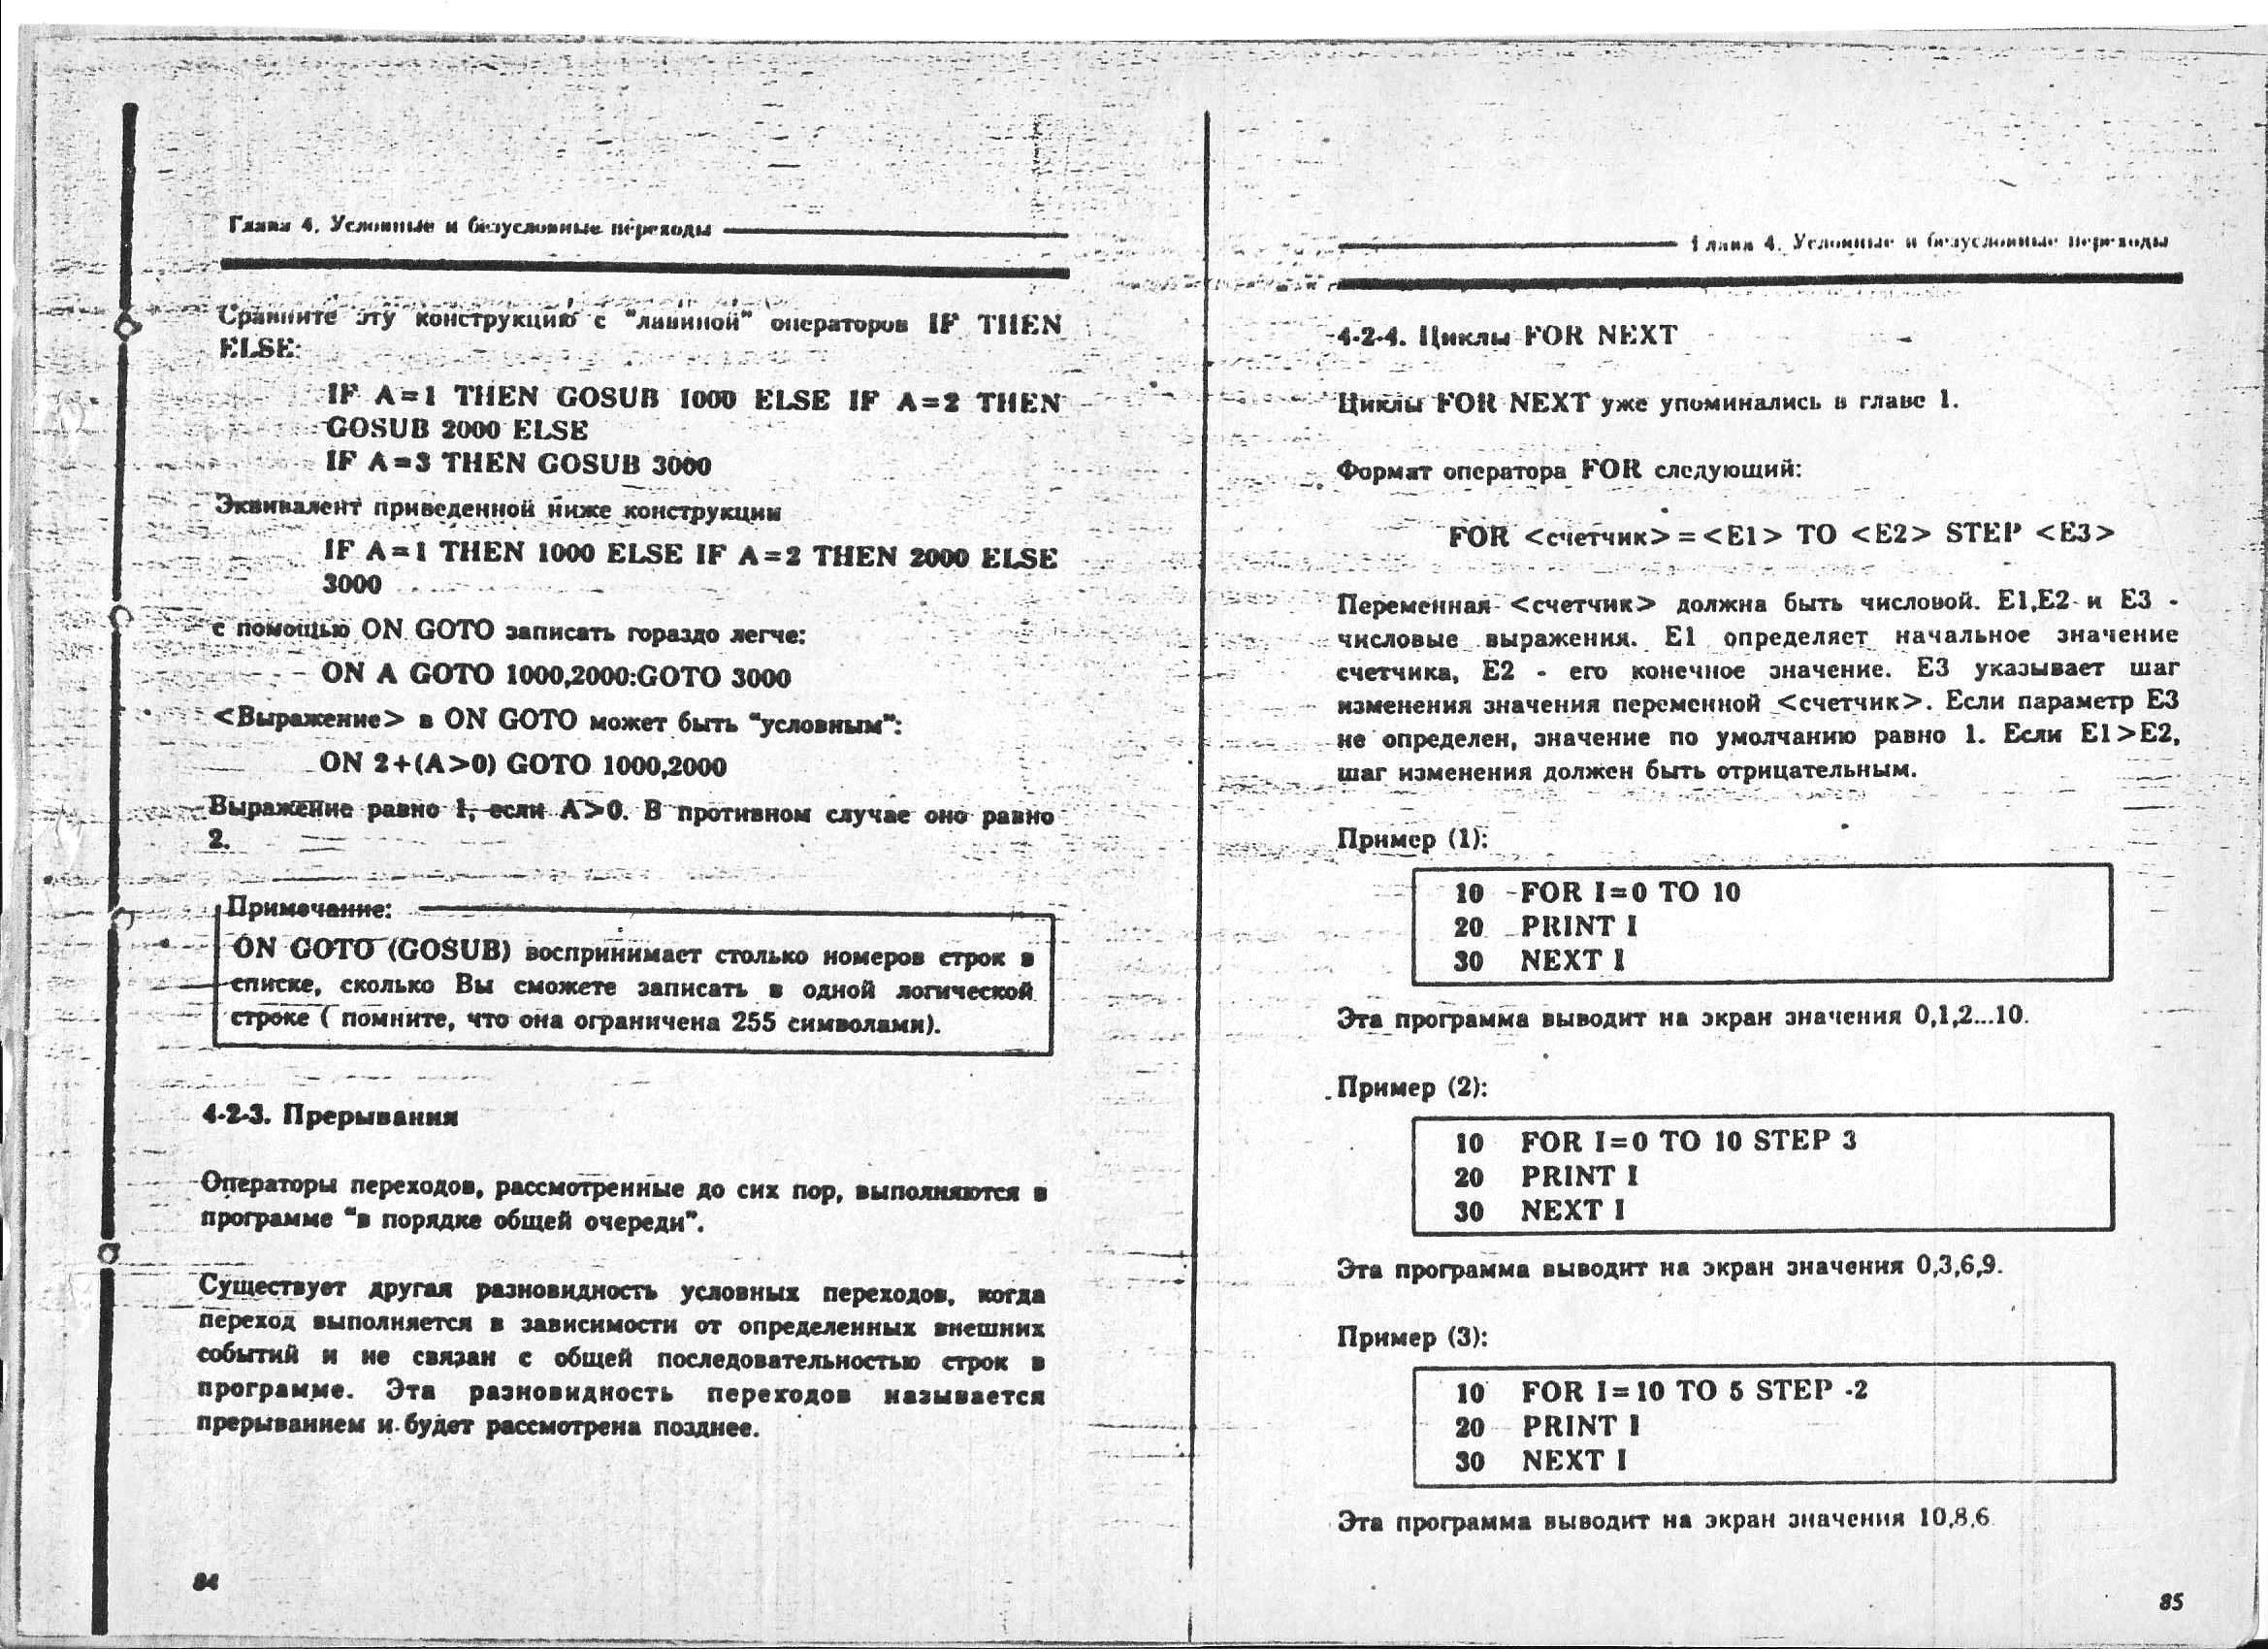 Глава 4. Условные и безусловные переходы
Сравните эту конструкцию с "лавиной" операторов IF THEN
ELSE:
IF A=1 THEN GOSUB 1000 ELSE IF A=2 THEN
GOSUB 2000 ELSE
IF A=3 THEN GOSUB 3000
Эквивалент приведенной ниже конструкции
IF A=1 THEN 1000 ELSE IF A=2 THEN 2000 ELSE
3000
с помощью ON GOTO записать гораздо легче:
ON A GOTO 1000,2000:GOTO 3000
<Выражение> в ON GOTO может быть "условным":
ON 2+(A>0) GOTO 1000,2000
Выражение равно 1, если A>0. В противном случае оно равно
2.
Примечание:
ON GOTO (GOSUB) воспринимает столько номеров строк в
списке, сколько Вы сможете записать в одной логической
строке ( помните, что она ограничена 255 символами).
4-2-3. Прерывания
Операторы переходов, рассмотренные до сих пор, выполняются в
программе "в порядке общей очереди".
Существует другая разновидность условных переходов, когда
переход выполняется в зависимости от определенных внешних
событий и не связан с общей последовательностью строк в
программе. Эта разновидность переходов называется
прерыванием и будет рассмотрена позднее.
84
Глава 4. Условные и безусловные переходы
4-2-4. Циклы FOR NEXT
Циклы FOR NEXT уже упоминались в главе 1.
Формат оператора FOR следующий:
FOR <счетчик>=<E1> TO <E2> STEP <E3>
Переменная <счетчик> должна быть числовой. E1,E2 и E3 -
числовые выражения. E1 определяет начальное значение
счетчика, E2 - его конечное значение. E3 указывает шаг
изменения значения переменной <счетчик>. Если параметр E3
не определен, значение по умолчанию равно 1. Если E1>E2,
шаг изменения должен быть отрицательным.
Пример (1):
10 FOR I=0 TO 10
20 PRINT I
30 NEXT I
Эта программа выводит на экран значения 0,1,2...10.
Пример (2):
10 FOR I=0 TO 10 STEP 3
20 PRINT I
30 NEXT I
Эта программа выводит на экран значения 0,3,6,9.
Пример (3):
10 FOR I=10 TO 5 STEP -2
20 PRINT I
30 NEXT I
Эта программа выводит на экран значения 10,8,6
85